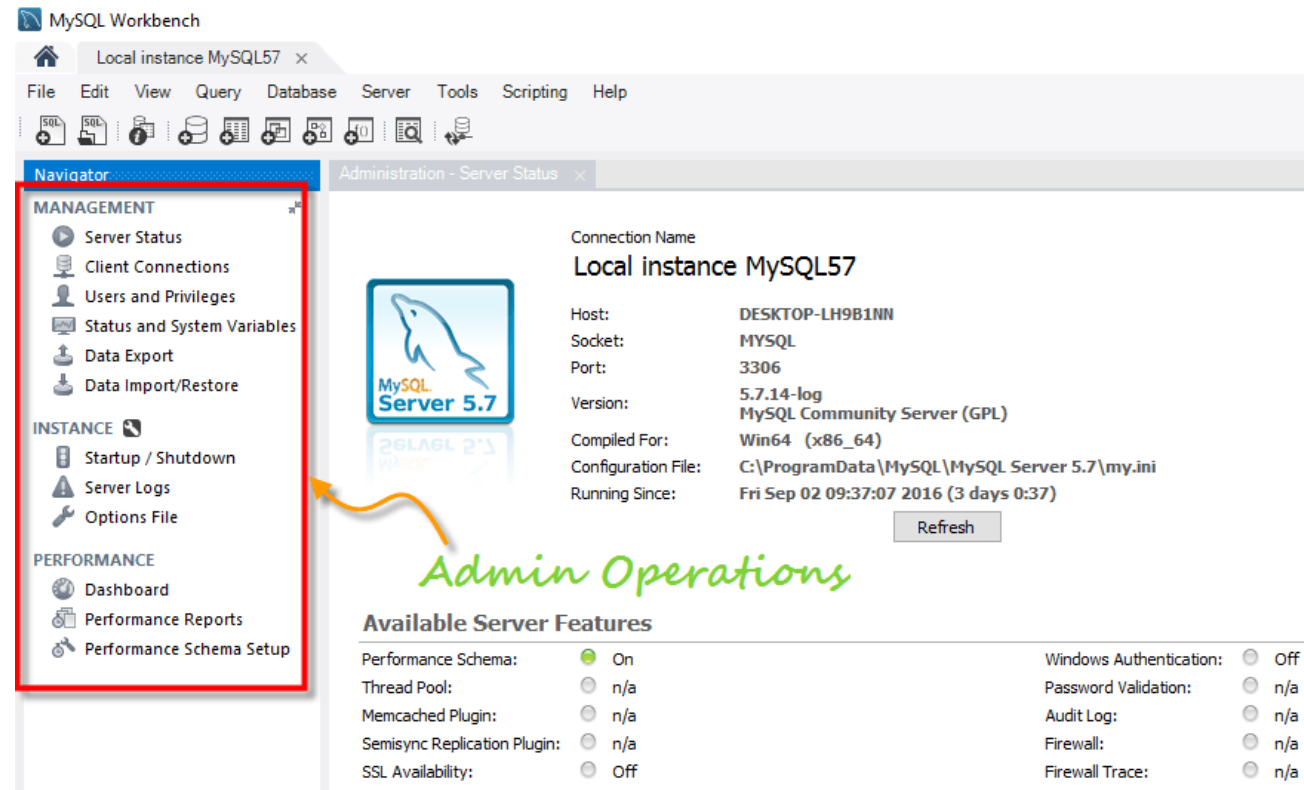 MySQL Workbench
Local instance MySQL57
File Edit View Query Database Server Tools Scripting Help
SQL SQL
Navigator
Administration - Server Status
MANAGEMENT
Server Status
Client Connections
Users and Privileges
Status and System Variables
Data Export
Data Import/Restore
INSTANCE
Startup / Shutdown
Server Logs
Options File
PERFORMANCE
Dashboard
Performance Reports
Performance Schema Setup
MySQL.
Server 5.7
Connection Name
Local instance MySQL57
Host: DESKTOP-LH9B1NN
Socket: MYSQL
Port: 3306
Version: 5.7.14-log
MySQL Community Server (GPL)
Compiled For: Win64 (x86_64)
Configuration File: C:\ProgramData\MySQL\MySQL Server 5.7\my.ini
Running Since: Fri Sep 02 09:37:07 2016 (3 days 0:37)
Refresh
Admin Operations
Available Server Features
Performance Schema: On Windows Authentication: Off
Thread Pool: n/a Password Validation: n/a
Memcached Plugin: n/a Audit Log: n/a
Semisync Replication Plugin: n/a Firewall: n/a
SSL Availability: Off Firewall Trace: n/a